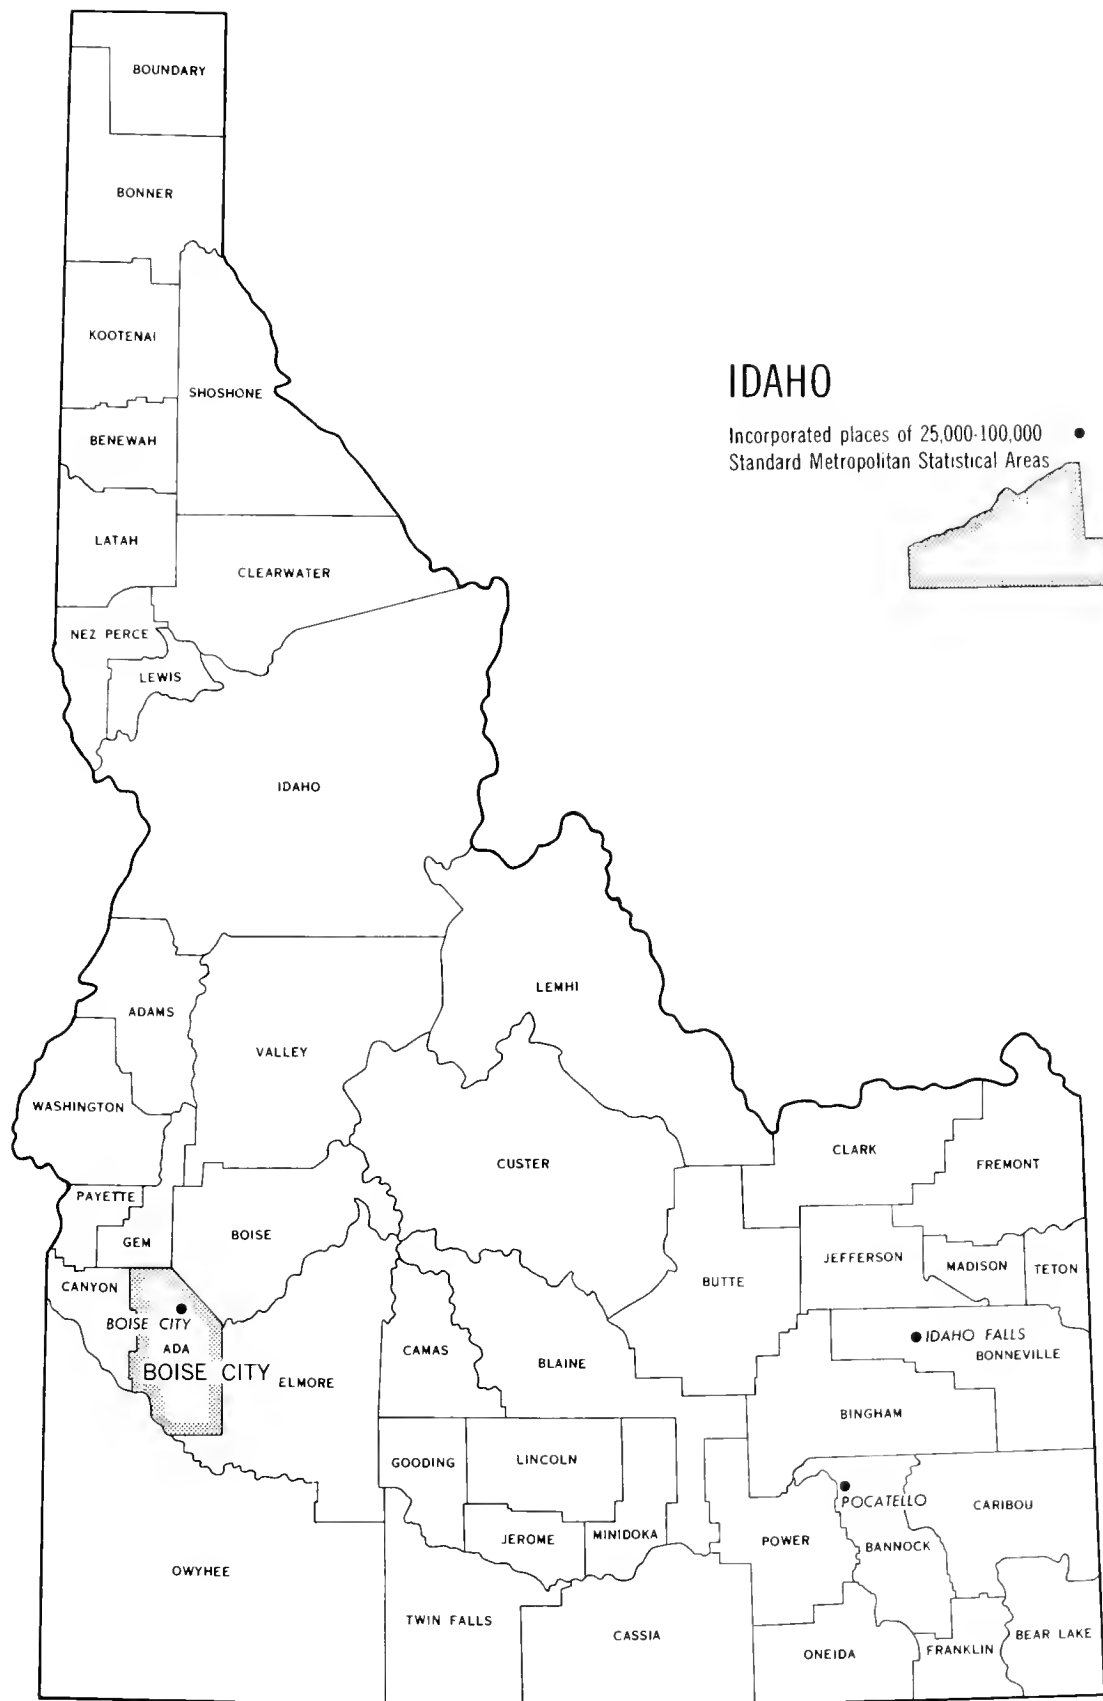 BOUNDARY
BONNER
KOOTENAI
SHOSHONE
BENEWAH
LATAH
CLEARWATER
NEZ PERCE
LEWIS
IDAHO
IDAHO
Incorporated places of 25,000-100,000
Standard Metropolitan Statistical Areas
LEMHI
ADAMS
VALLEY
WASHINGTON
CUSTER
CLARK
FREMONT
PAYETTE
GEM
BOISE
JEFFERSON
MADISON
TETON
BUTTE
CANYON
BOISE CITY
ADA
BOISE CITY
ELMORE
CAMAS
BLAINE
IDAHO FALLS
BONNEVILLE
BINGHAM
GOODING
LINCOLN
JEROME
MINIDOKA
POWER
POCATELLO
BANNOCK
CARIBOU
OWYHEE
TWIN FALLS
CASSIA
ONEIDA
FRANKLIN
BEAR LAKE